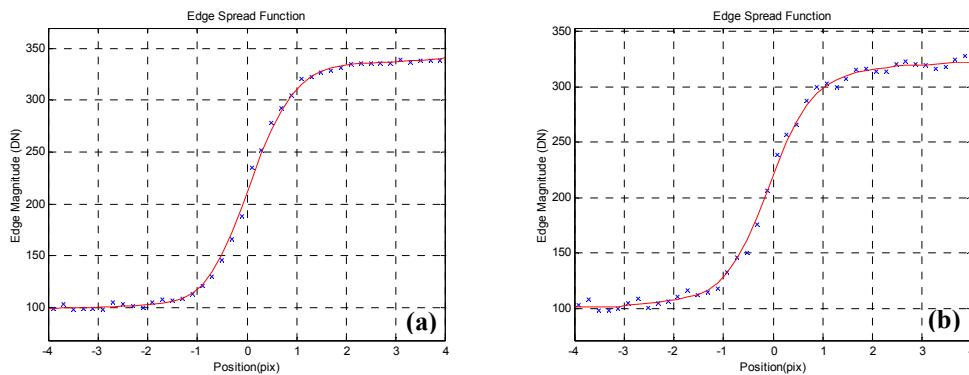 Edge Spread Function
350
300
250
200
150
100
Edge Magnitude (DN)
-4 -3 -2 -1 0 1 2 3 4
Position(pix)
(a)
Edge Spread Function
350
300
250
200
150
100
Edge Magnitude (DN)
-4 -3 -2 -1 0 1 2 3 4
Position(pix)
(b)